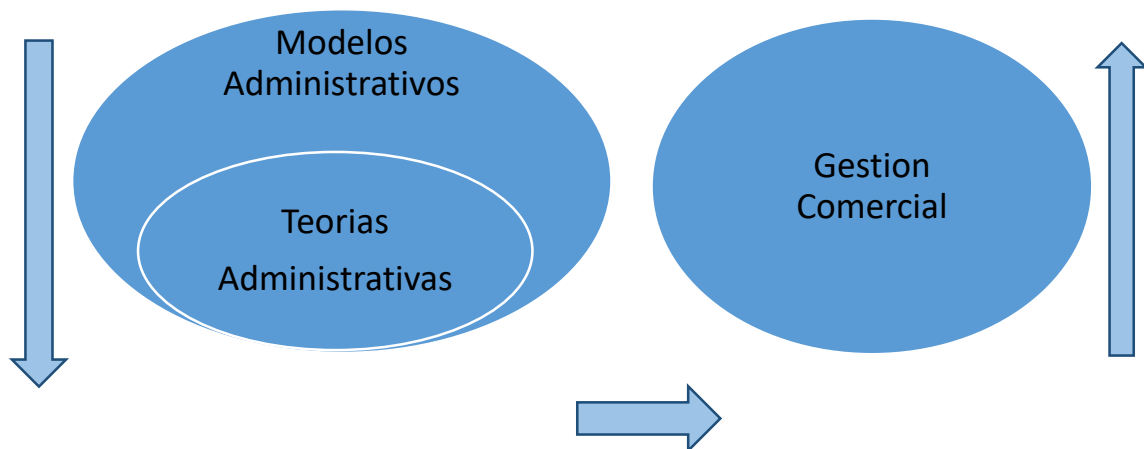 Modelos
Administrativos
Teorias
Administrativas
Gestion
Comercial